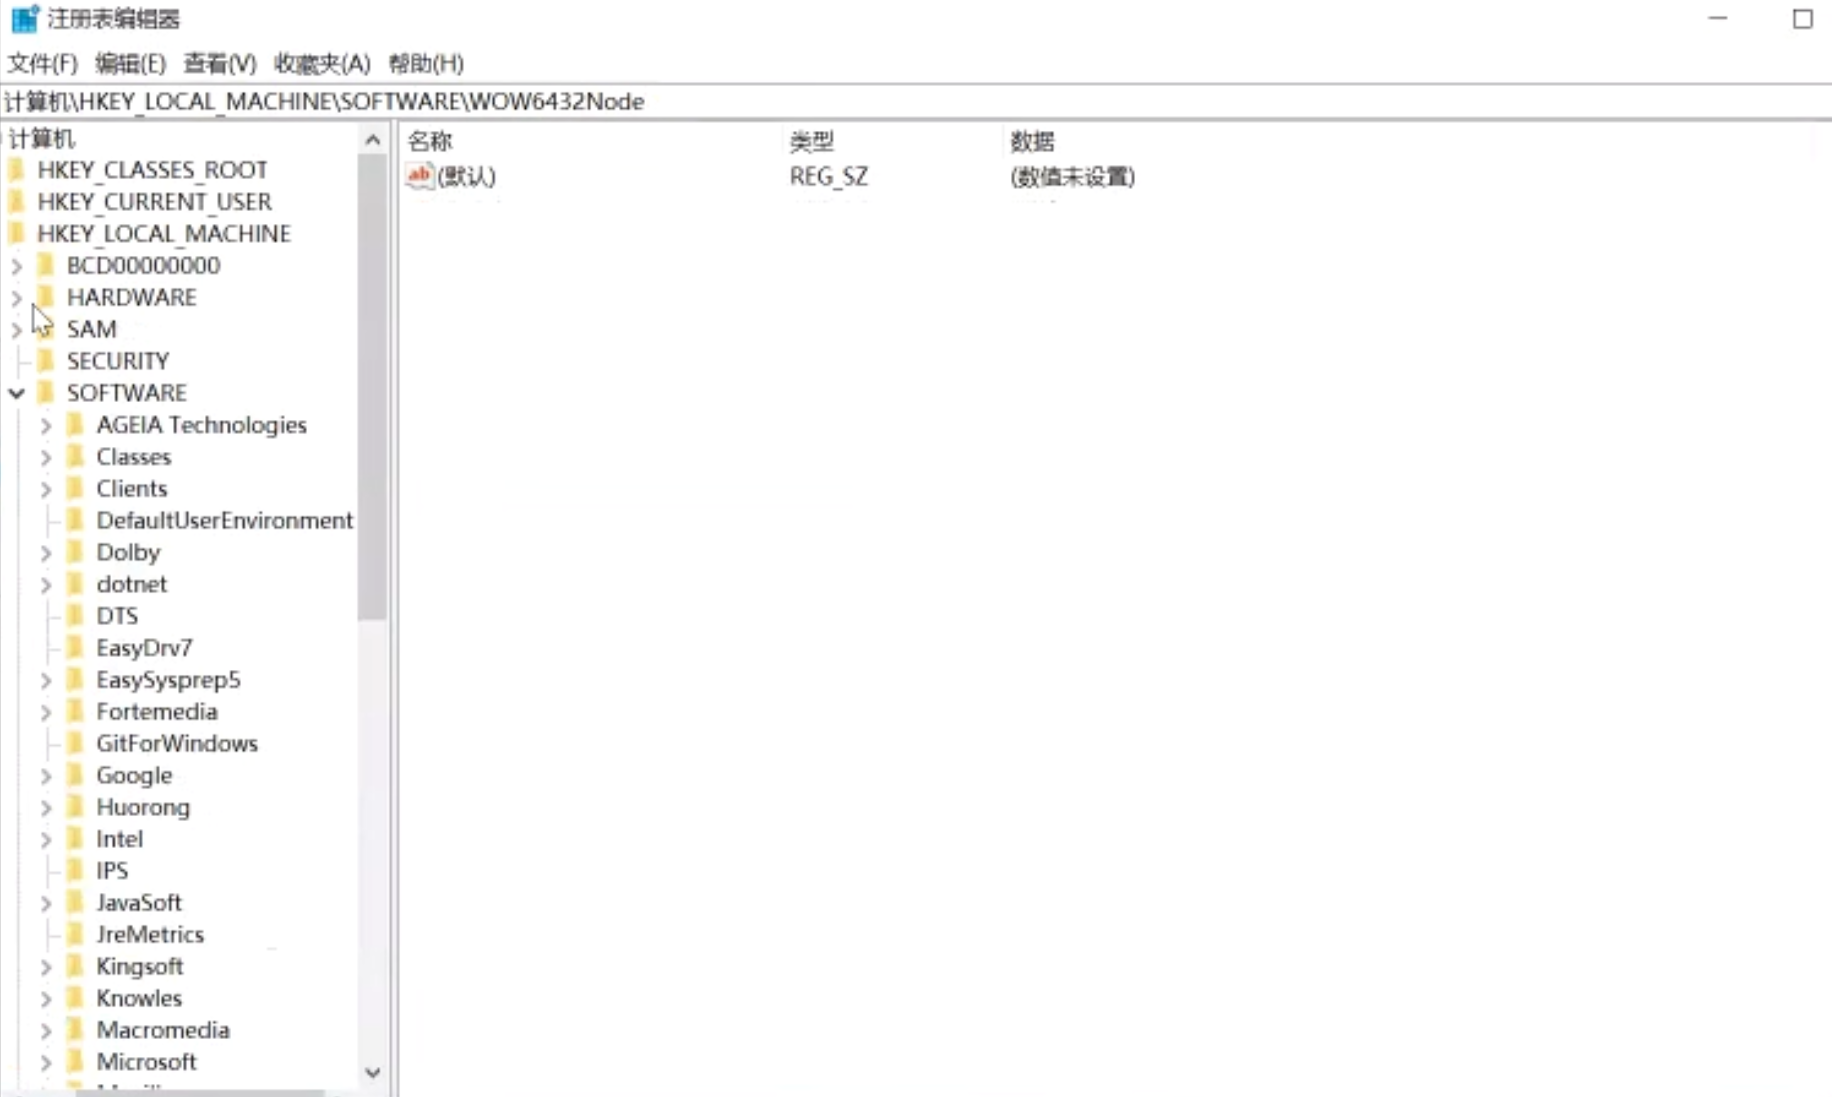 注册表编辑器
文件(F) 编辑(E) 查看(V) 收藏夹(A) 帮助(H)
计算机\HKEY_LOCAL_MACHINE\SOFTWARE\WOW6432Node
计算机
HKEY_CLASSES_ROOT
HKEY_CURRENT_USER
HKEY_LOCAL_MACHINE
BCD00000000
HARDWARE
SAM
SECURITY
SOFTWARE
AGEIA Technologies
Classes
Clients
DefaultUserEnvironment
Dolby
dotnet
DTS
EasyDrv7
EasySysprep5
Fortemedia
GitForWindows
Google
Huorong
Intel
IPS
JavaSoft
JreMetrics
Kingsoft
Knowles
Macromedia
Microsoft
名称 类型 数据
ab (默认) REG_SZ (数值未设置)